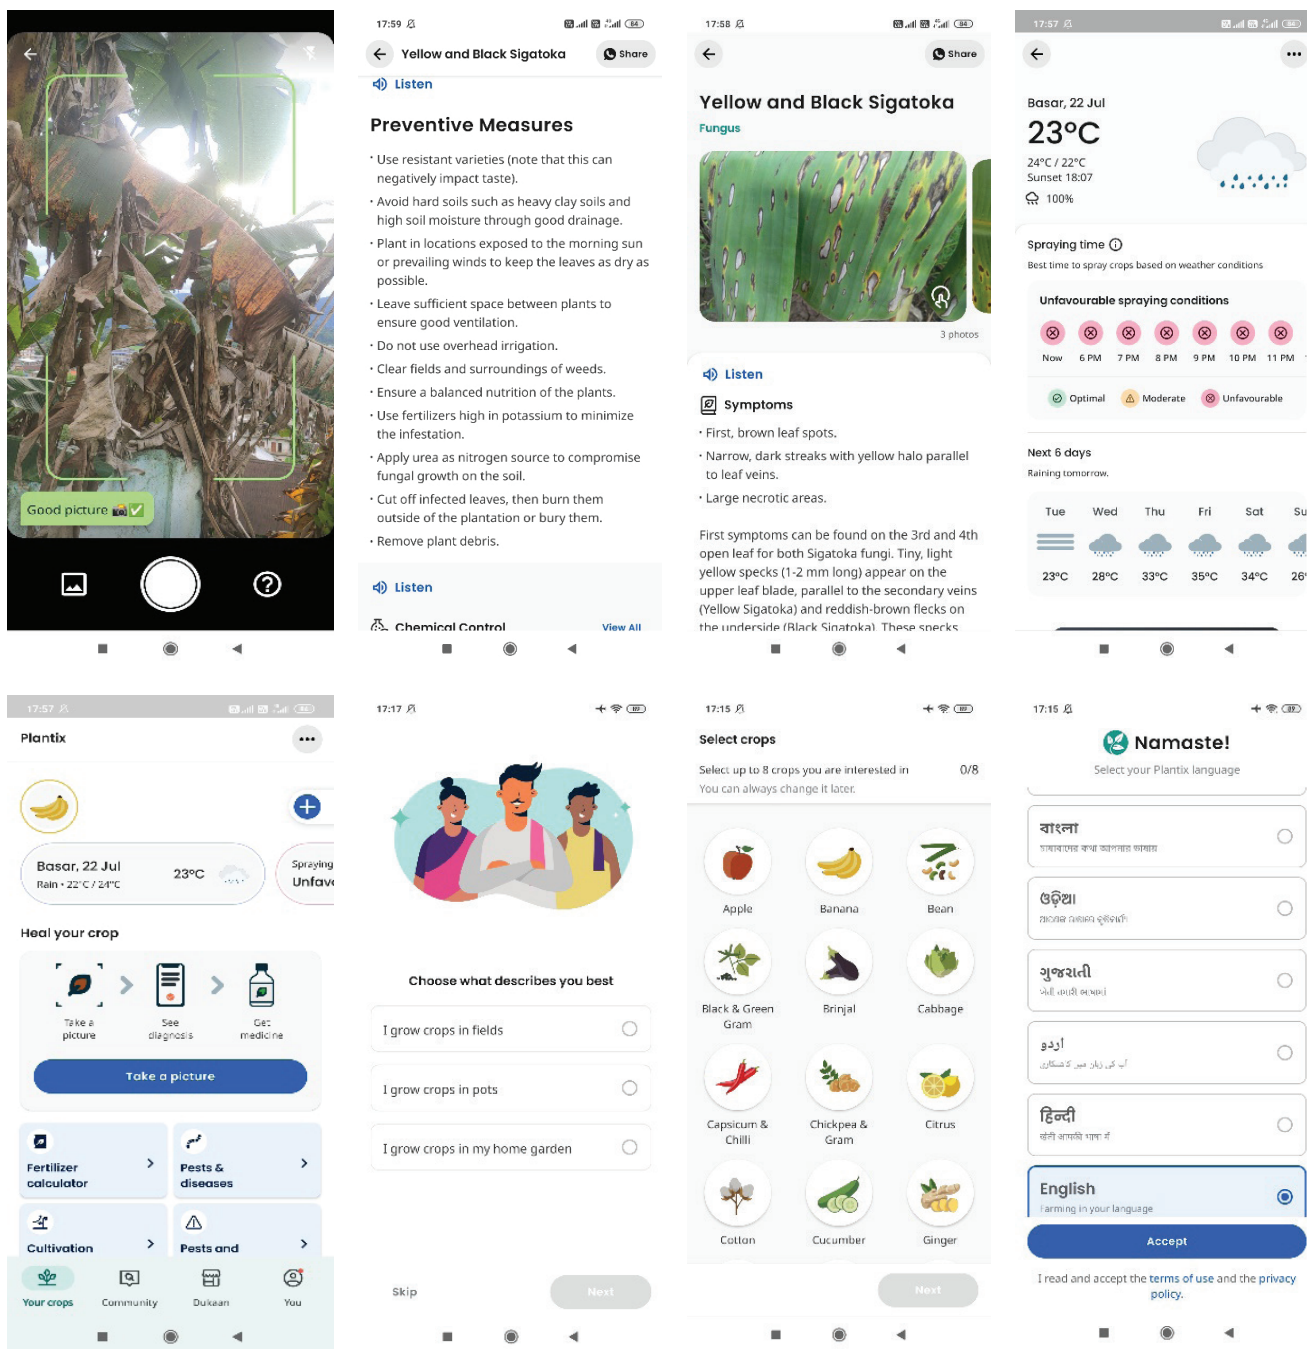 Good picture 📸✅
17:59
84
Yellow and Black Sigatoka
Share
Listen
Preventive Measures
· Use resistant varieties (note that this can
negatively impact taste).
· Avoid hard soils such as heavy clay soils and
high soil moisture through good drainage.
· Plant in locations exposed to the morning sun
or prevailing winds to keep the leaves as dry as
possible.
· Leave sufficient space between plants to
ensure good ventilation.
· Do not use overhead irrigation.
· Clear fields and surroundings of weeds.
· Ensure a balanced nutrition of the plants.
· Use fertilizers high in potassium to minimize
the infestation.
· Apply urea as nitrogen source to compromise
fungal growth on the soil.
· Cut off infected leaves, then burn them
outside of the plantation or bury them.
· Remove plant debris.
Listen
Chemical Control
View All
17:58
84
Share
Yellow and Black Sigatoka
Fungus
3 photos
Listen
Symptoms
· First, brown leaf spots.
· Narrow, dark streaks with yellow halo parallel
to leaf veins.
· Large necrotic areas.
First symptoms can be found on the 3rd and 4th
open leaf for both Sigatoka fungi. Tiny, light
yellow specks (1-2 mm long) appear on the
upper leaf blade, parallel to the secondary veins
(Yellow Sigatoka) and reddish-brown flecks on
the underside (Black Sigatoka). These specks
17:57
Basar, 22 Jul
23°C
24°C / 22°C
Sunset 18:07
100%
Spraying time
Best time to spray crops based on weather conditions
Unfavourable spraying conditions
Now 6 PM 7 PM 8 PM 9 PM 10 PM 11 PM
Optimal Moderate Unfavourable
Next 6 days
Raining tomorrow.
Tue Wed Thu Fri Sat Su
23°C 28°C 33°C 35°C 34°C 26°
17:57
Plantix
Basar, 22 Jul
Rain • 22°C / 24°C
23°C
Spraying
Unfavo
Heal your crop
Take a
picture
See
diagnosis
Get
medicine
Take a picture
Fertilizer
calculator
Pests &
diseases
Cultivation
Pests and
Your crops
Community
Dukaan
You
17:17
89
Choose what describes you best
I grow crops in fields
I grow crops in pots
I grow crops in my home garden
Skip
Next
17:15
89
Select crops
Select up to 8 crops you are interested in
0/8
You can always change it later.
Apple
Banana
Bean
Black & Green
Gram
Brinjal
Cabbage
Capsicum &
Chilli
Chickpea &
Gram
Citrus
Cotton
Cucumber
Ginger
Next
17:15
89
Namaste!
Select your Plantix language
বাংলা
ଓଡ଼ିଆ
ગુજરાતી
ખેતી તમારી ભાષામાં
اردو
آپ کی زبان میں کاشتکاری
हिन्दी
खेती आपकी भाषा में
English
Farming in your language
Accept
I read and accept the terms of use and the privacy
policy.